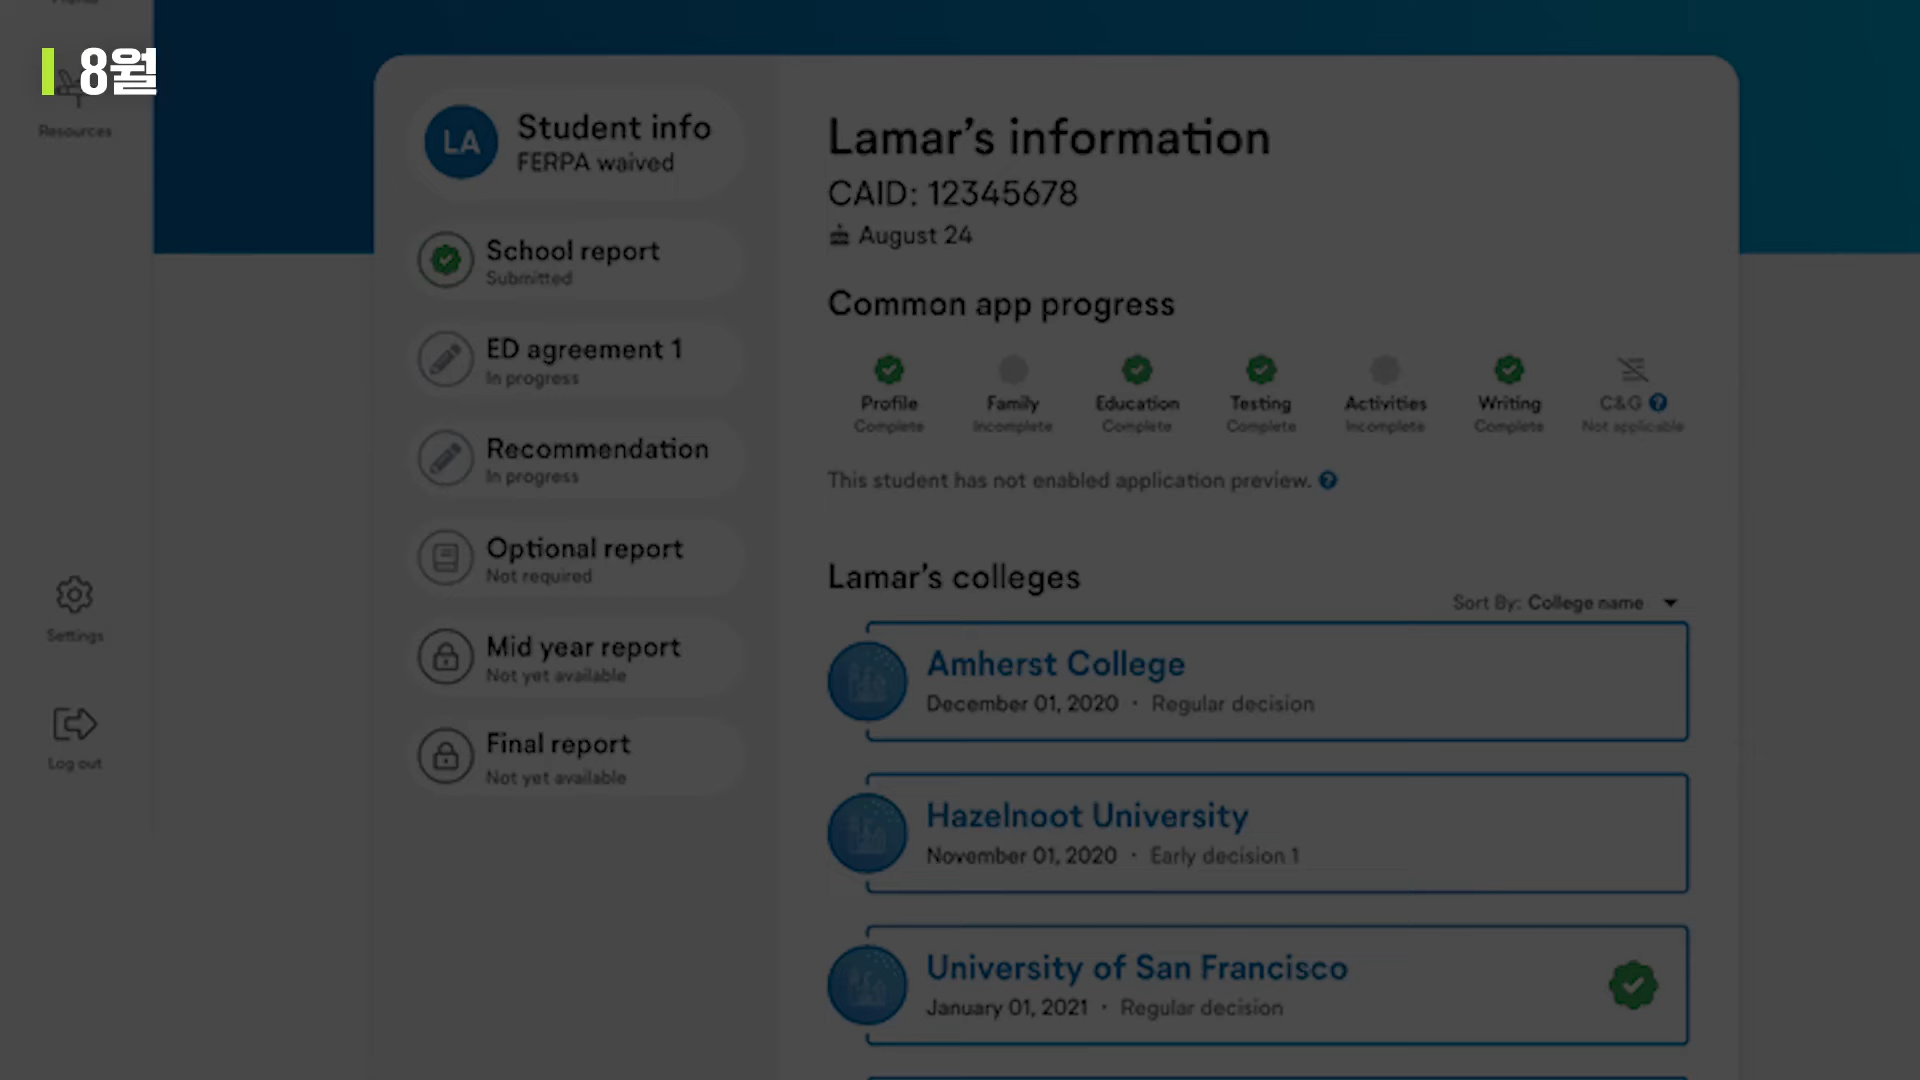 8월
Resources
Settings
Log out
LA
Student info
FERPA waived
School report
Submitted
ED agreement 1
In progress
Recommendation
In progress
Optional report
Not required
Mid year report
Not yet available
Final report
Not yet available
Lamar's information
CAID: 12345678
August 24
Common app progress
Profile
Complete
Family
Incomplete
Education
Complete
Testing
Complete
Activities
Incomplete
Writing
Complete
C&G ?
Not applicable
This student has not enabled application preview. ?
Lamar's colleges
Sort By: College name
Amherst College
December 01, 2020 · Regular decision
Hazelnoot University
November 01, 2020 · Early decision 1
University of San Francisco
January 01, 2021 · Regular decision